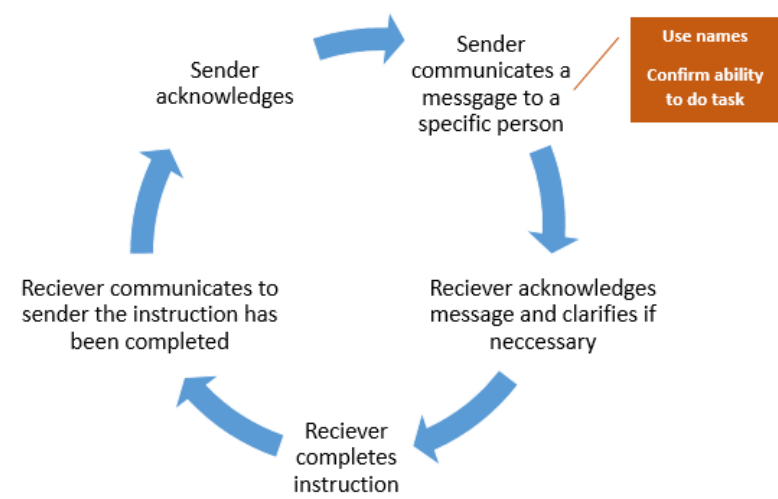 Sender
communicates a
messgage to a
specific person
Use names
Confirm ability
to do task
Reciever acknowledges
message and clarifies if
neccessary
Reciever
completes
instruction
Reciever communicates to
sender the instruction has
been completed
Sender
acknowledges